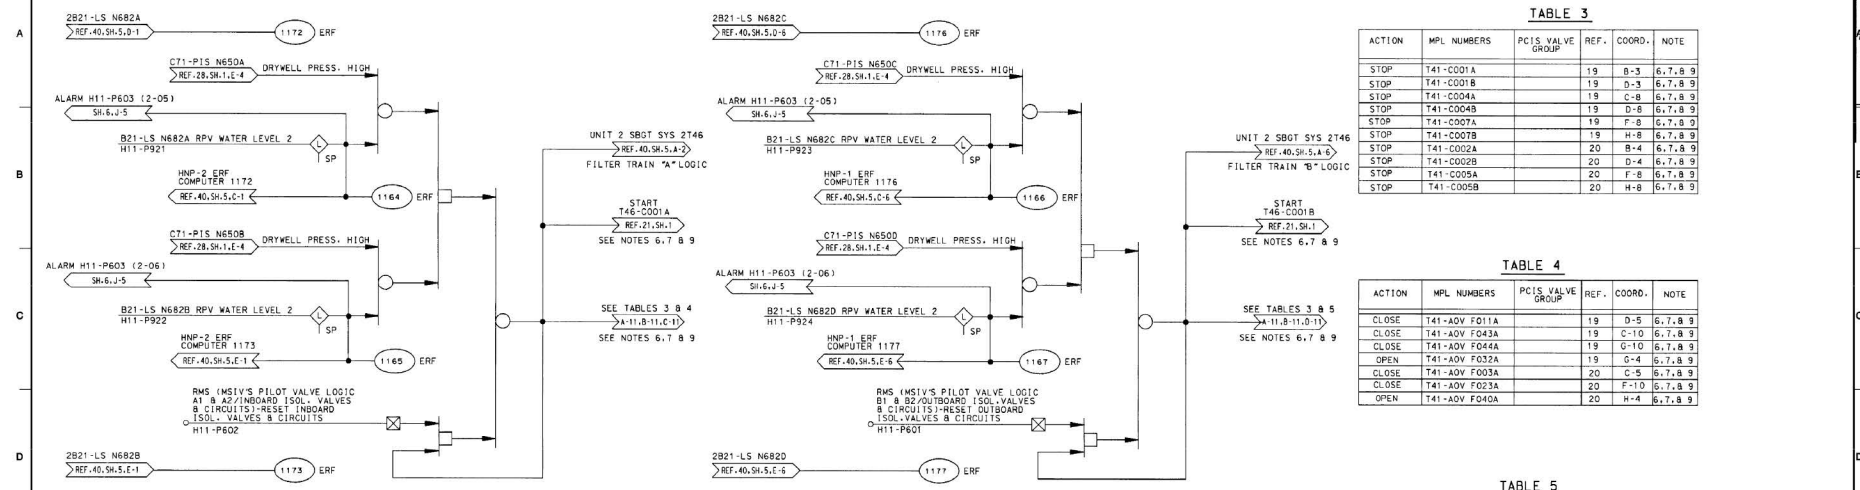 A
2B21-LS N682A
REF.40,SH.5,D-1
1172
ERF
C71-PIS N650A
REF.28,SH.1,E-4
DRYWELL PRESS. HIGH
ALARM H11-P603 (2-05)
SH.6,J-5
B21-LS N682A RPV WATER LEVEL 2
H11-P921
L
SP
B
HNP-2 ERF
COMPUTER 1172
REF.40,SH.5,C-1
1164
ERF
C71-PIS N650B
REF.28,SH.1,E-4
DRYWELL PRESS. HIGH
ALARM H11-P603 (2-06)
SH.6,J-5
C
B21-LS N682B RPV WATER LEVEL 2
H11-P922
L
SP
HNP-2 ERF
COMPUTER 1173
REF.40,SH.5,E-1
1165
ERF
RMS (MSIV'S PILOT VALVE LOGIC
A1 & A2/INBOARD ISOL. VALVES
& CIRCUITS)-RESET INBOARD
ISOL. VALVES & CIRCUITS
H11-P602
D
2B21-LS N682B
REF.40,SH.5,E-1
1173
ERF
UNIT 2 SBGT SYS 2T46
REF.40,SH.5,A-2
FILTER TRAIN "A" LOGIC
START
T46-C001A
REF.21,SH.1
SEE NOTES 6,7 & 9
SEE TABLES 3 & 4
A-11,B-11,C-11
SEE NOTES 6,7 & 9
2B21-LS N682C
REF.40,SH.5,D-6
1176
ERF
C71-PIS N650C
REF.28,SH.1,E-4
DRYWELL PRESS. HIGH
ALARM H11-P603 (2-05)
SH.6,J-5
B21-LS N682C RPV WATER LEVEL 2
H11-P923
L
SP
HNP-1 ERF
COMPUTER 1176
REF.40,SH.5,C-6
1166
ERF
C71-PIS N650D
REF.28,SH.1,E-4
DRYWELL PRESS. HIGH
ALARM H11-P603 (2-06)
SH.6,J-5
B21-LS N682D RPV WATER LEVEL 2
H11-P924
L
SP
HNP-1 ERF
COMPUTER 1177
REF.40,SH.5,E-6
1167
ERF
RMS (MSIV'S PILOT VALVE LOGIC
B1 & B2/OUTBOARD ISOL.VALVES
& CIRCUITS)-RESET OUTBOARD
ISOL.VALVES & CIRCUITS
H11-P601
2B21-LS N682D
REF.40,SH.5,E-6
1177
ERF
UNIT 2 SBGT SYS 2T46
REF.40,SH.5,A-6
FILTER TRAIN "B" LOGIC
START
T46-C001B
REF.21,SH.1
SEE NOTES 6,7 & 9
SEE TABLES 3 & 5
A-11,B-11,D-11
SEE NOTES 6,7 & 9
TABLE 3
ACTION MPL NUMBERS PCIS VALVE GROUP REF. COORD. NOTE
STOP T41-C001A 19 B-3 6,7,& 9
STOP T41-C001B 19 D-3 6,7,& 9
STOP T41-C004A 19 C-8 6,7,& 9
STOP T41-C004B 19 D-8 6,7,& 9
STOP T41-C007A 19 F-8 6,7,& 9
STOP T41-C007B 19 H-8 6,7,& 9
STOP T41-C002A 20 B-4 6,7,& 9
STOP T41-C002B 20 D-4 6,7,& 9
STOP T41-C005A 20 F-8 6,7,& 9
STOP T41-C005B 20 H-8 6,7,& 9
TABLE 4
ACTION MPL NUMBERS PCIS VALVE GROUP REF. COORD. NOTE
CLOSE T41-AOV F011A 19 D-5 6,7,& 9
CLOSE T41-AOV F043A 19 C-10 6,7,& 9
CLOSE T41-AOV F044A 19 G-10 6,7,& 9
OPEN T41-AOV F032A 19 G-4 6,7,& 9
CLOSE T41-AOV F003A 20 C-5 6,7,& 9
CLOSE T41-AOV F023A 20 F-10 6,7,& 9
OPEN T41-AOV F040A 20 H-4 6,7,& 9
TABLE 5